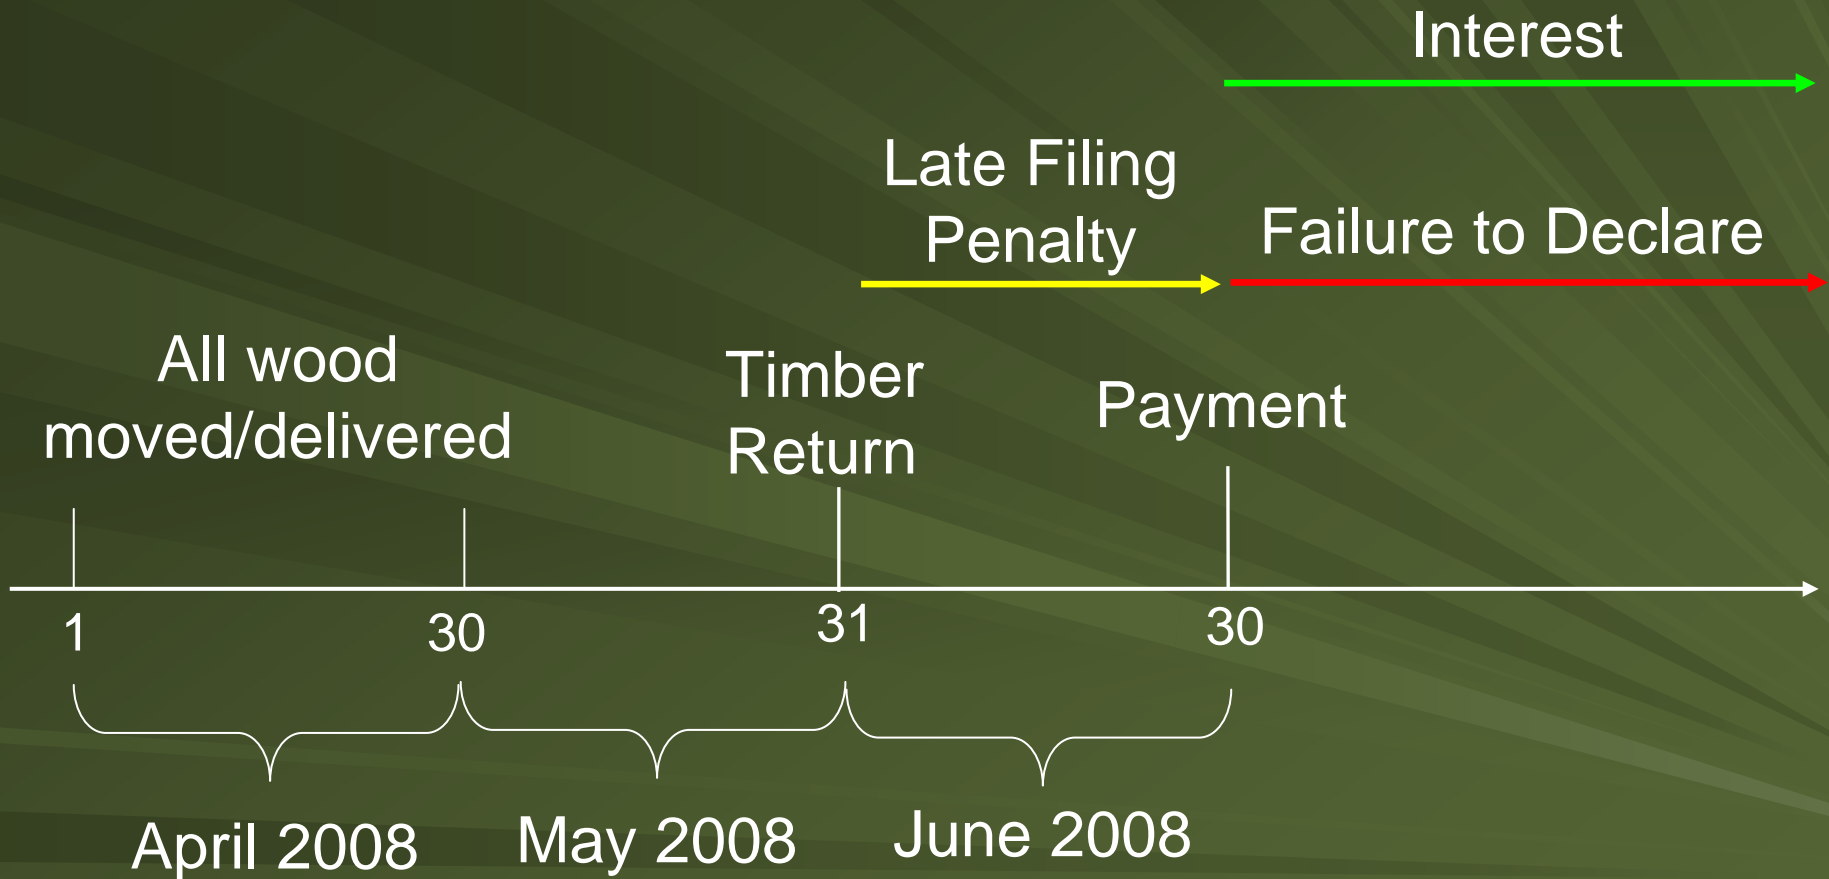 Interest
Late Filing
Penalty
Failure to Declare
All wood
moved/delivered
Timber
Return
Payment
1
30
31
30
April 2008
May 2008
June 2008